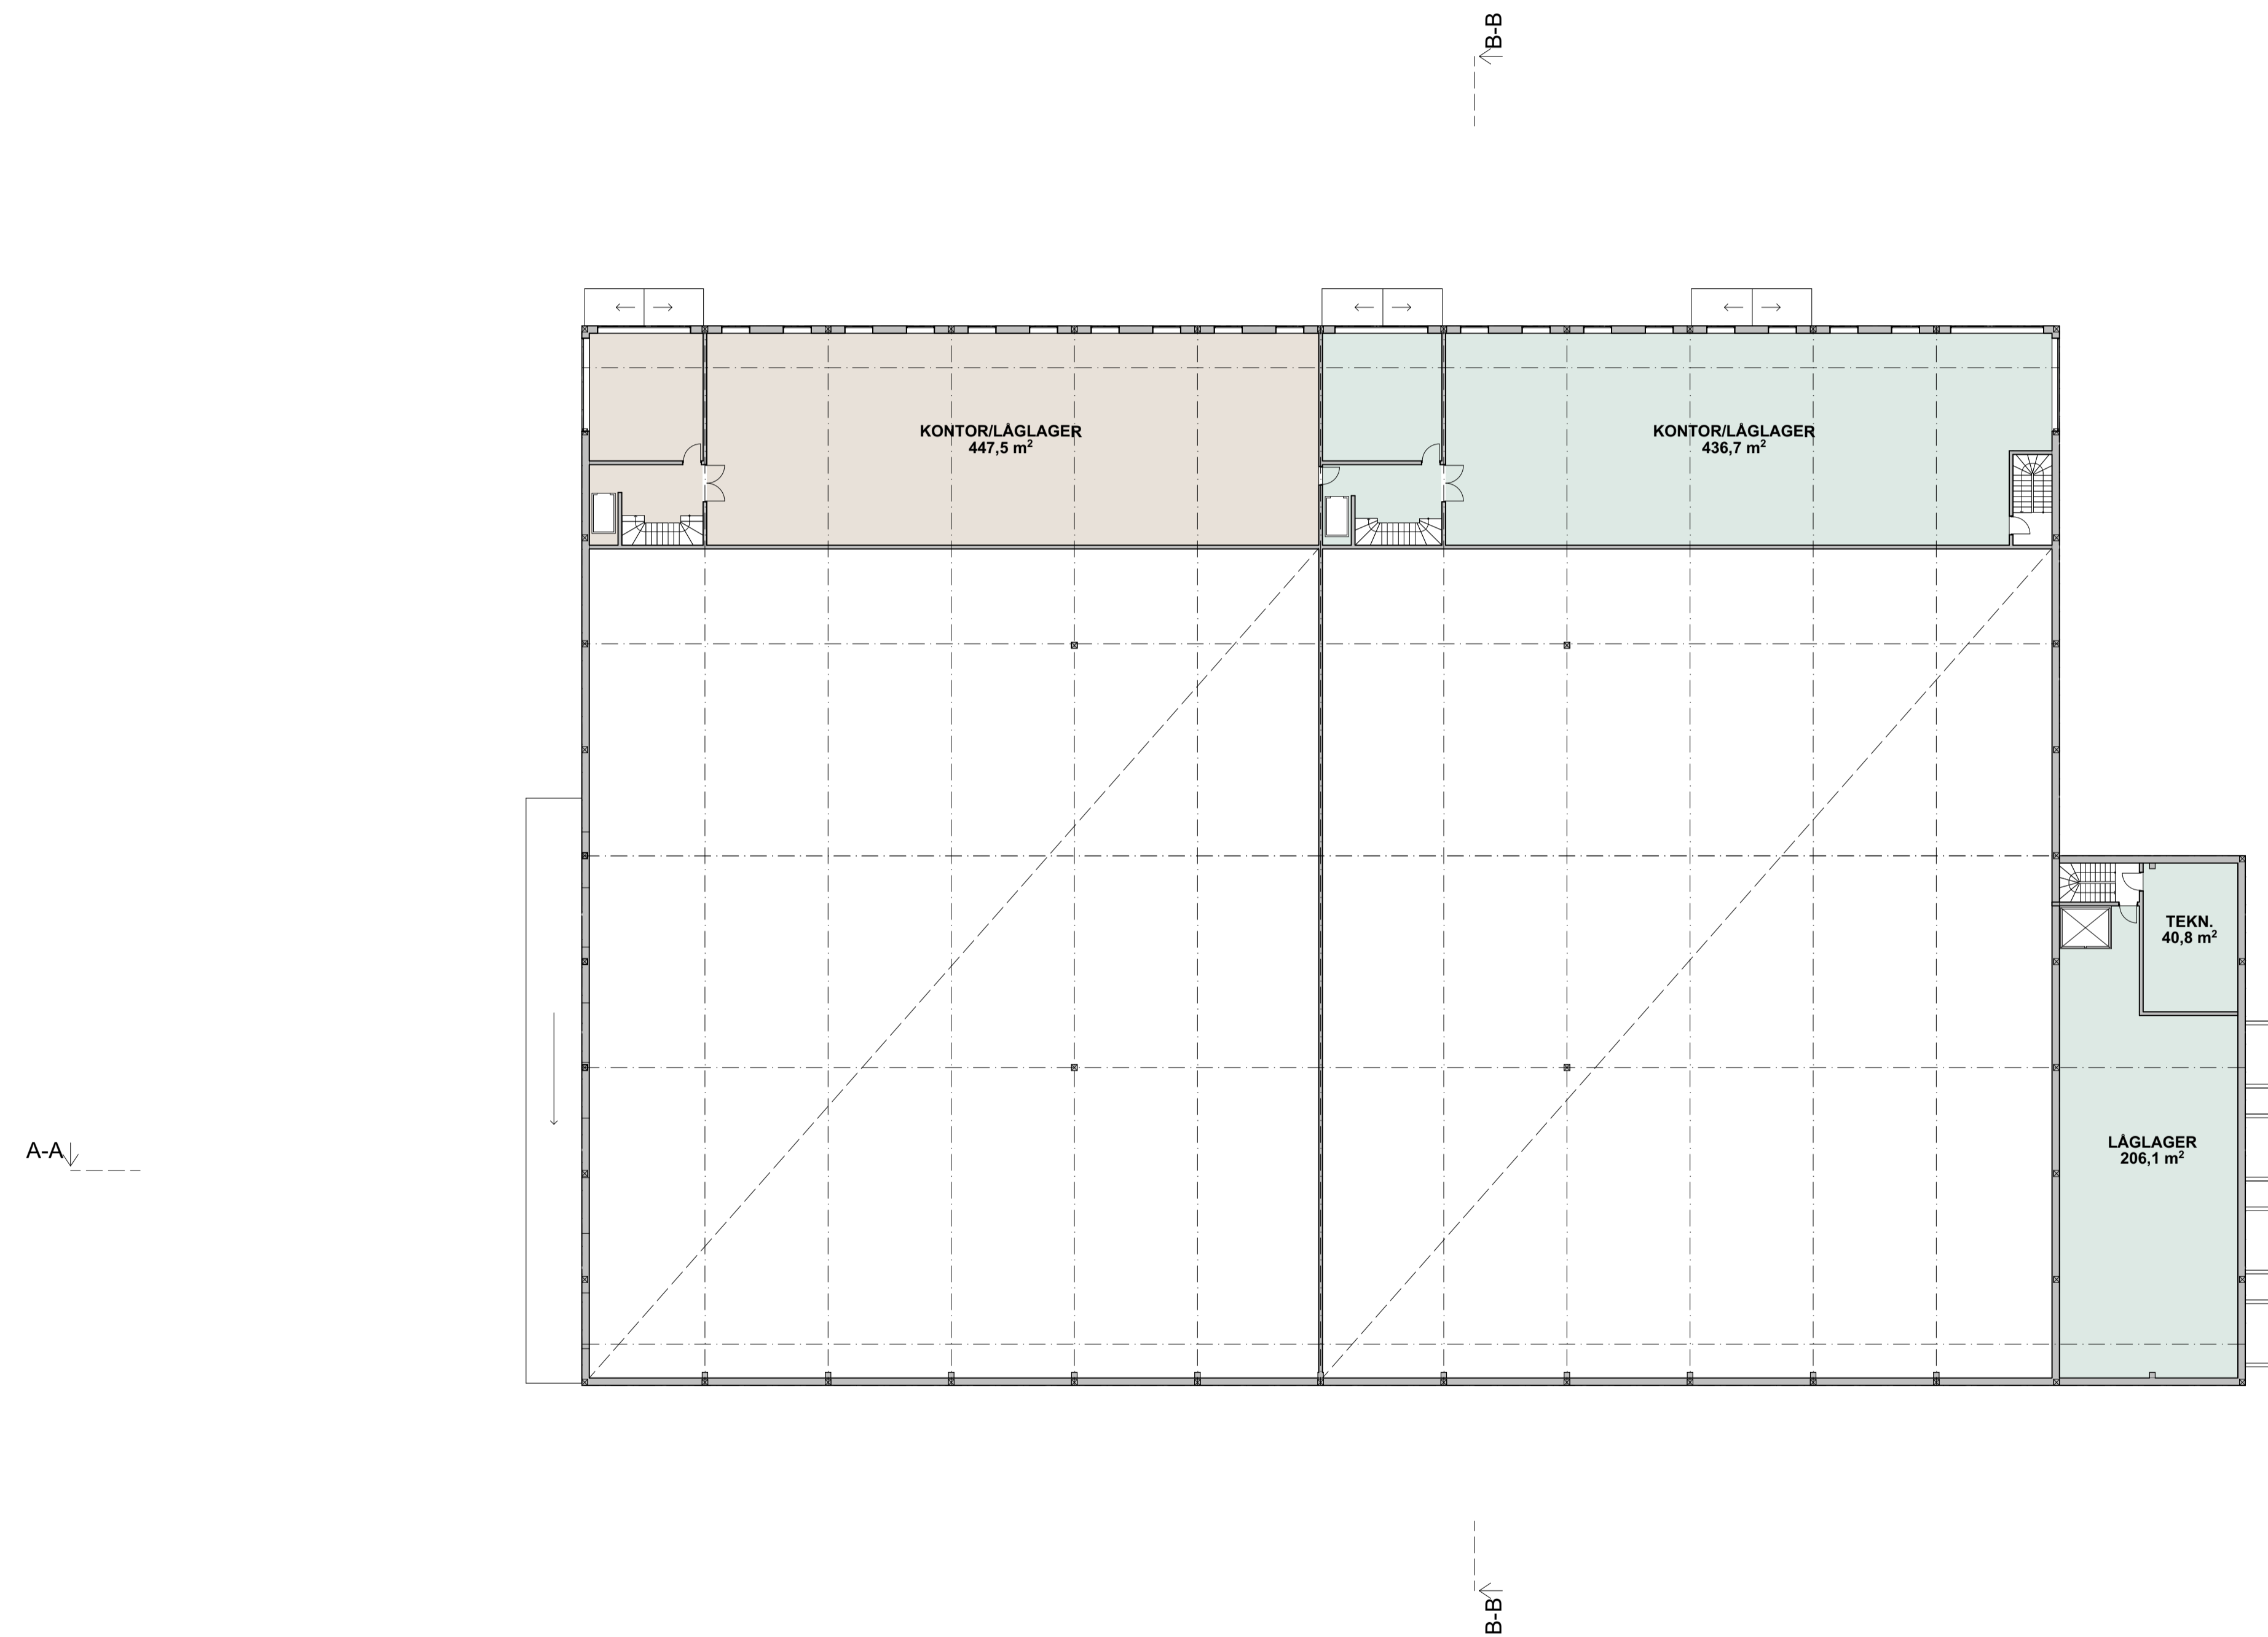 B-B
KONTOR/LÅGLAGER
447,5 m²
KONTOR/LÅGLAGER
436,7 m²
TEKN.
40,8 m²
A-A
LÅGLAGER
206,1 m²
B-B